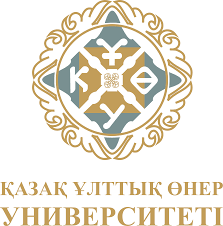 Қ Ұ Ө У
ҚАЗАҚ ҰЛТТЫҚ ӨНЕР
УНИВЕРСИТЕТІ